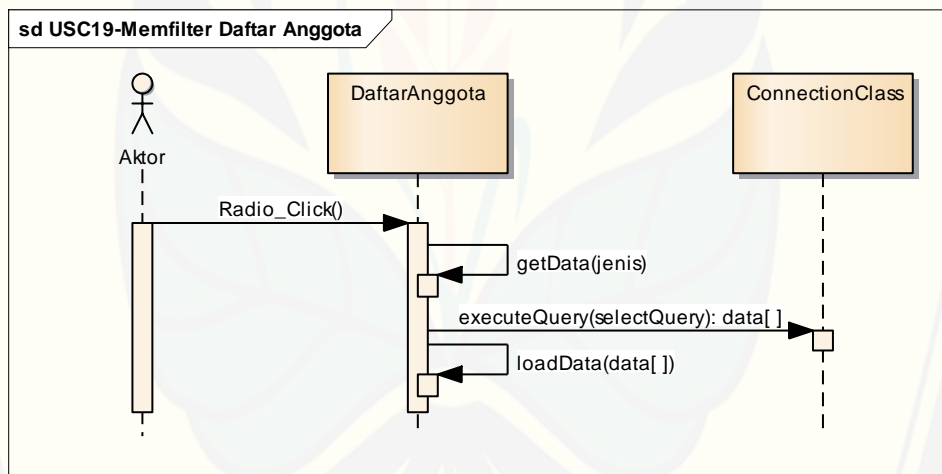 sd USC19-Memfilter Daftar Anggota
DaftarAnggota
ConnectionClass
Aktor
Radio_Click()
getData(jenis)
executeQuery(selectQuery): data[ ]
loadData(data[ ])